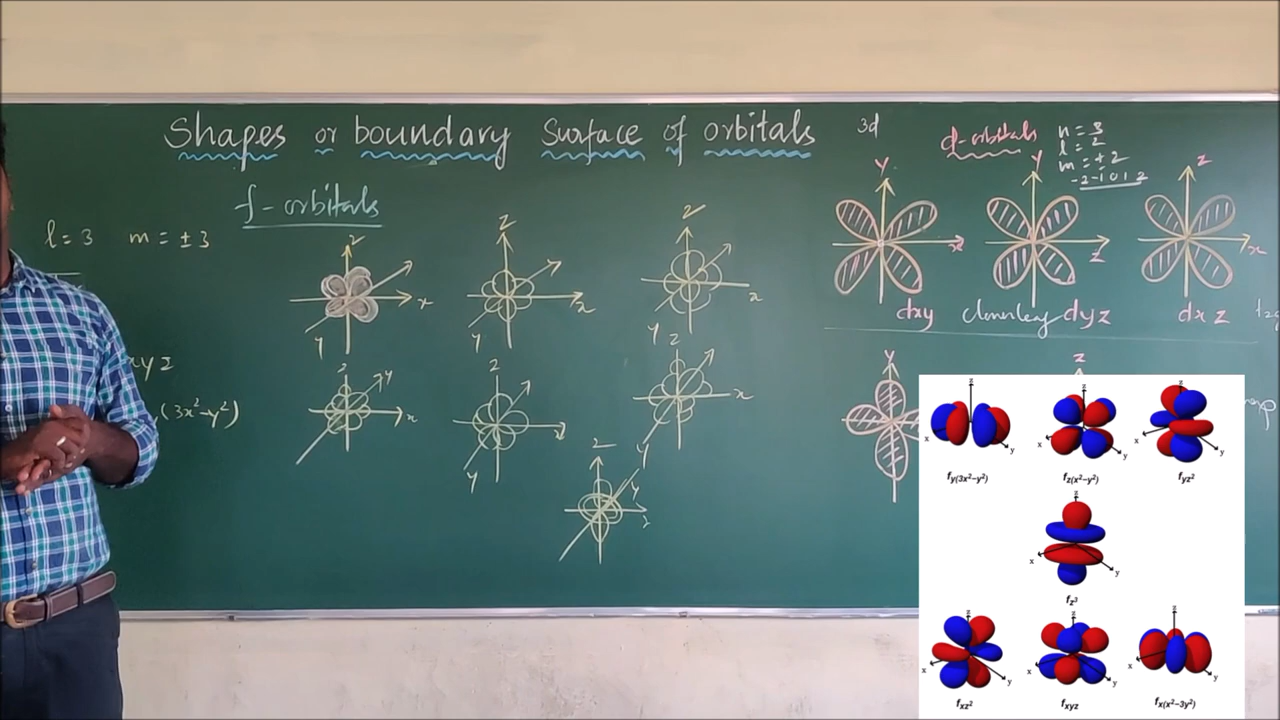 Shapes or boundary Surface of orbitals
f-orbitals
l = 3 m = ± 3
xyz
(3x²-y²)
z
x
y
z
x
y
z
x
y
z
y
x
z
y
z
x
y
z
y
3d
d-orbitals
n = 3
l = 2
m = ± 2
-2 -1 0 1 2
y
x
dxy
y
z
dyz
z
x
dxz
y
z
z
x
y
fy(3x²-y²)
z
x
y
fz(x²-y²)
z
x
y
fyz²
z
x
y
fz³
z
x
y
fxz²
z
x
y
fxyz
z
x
y
fx(x²-3y²)